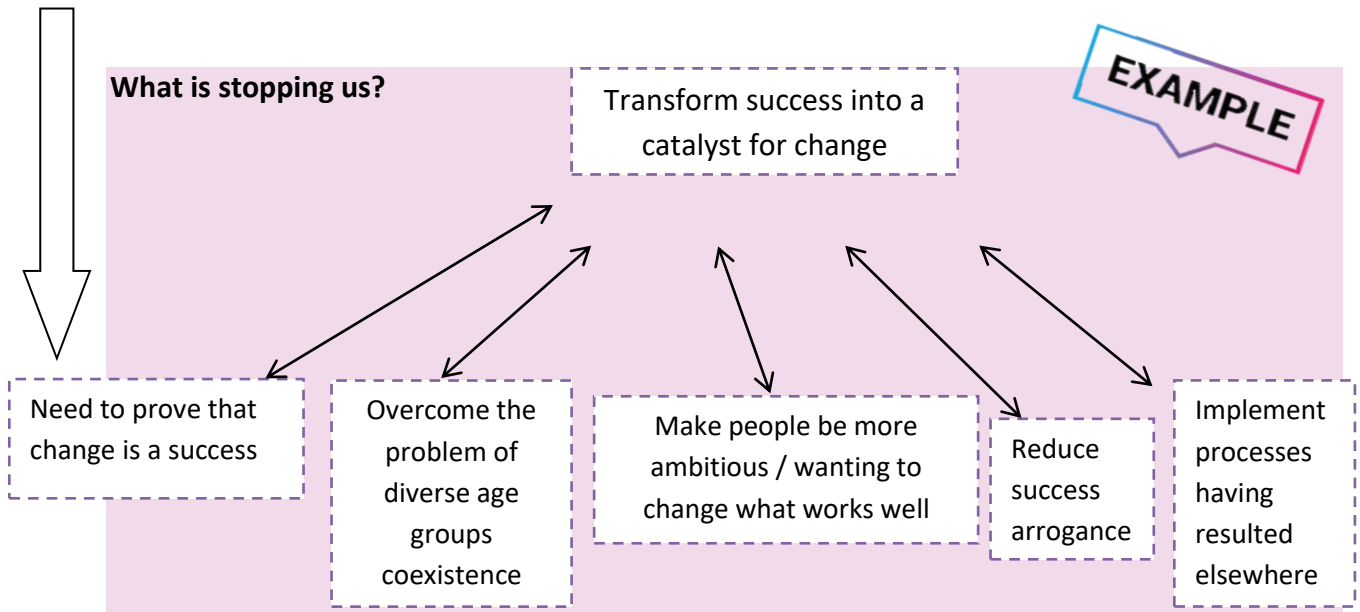 What is stopping us?
Transform success into a
catalyst for change
EXAMPLE
Need to prove that
change is a success
Overcome the
problem of
diverse age
groups
coexistence
Make people be more
ambitious / wanting to
change what works well
Reduce
success
arrogance
Implement
processes
having
resulted
elsewhere